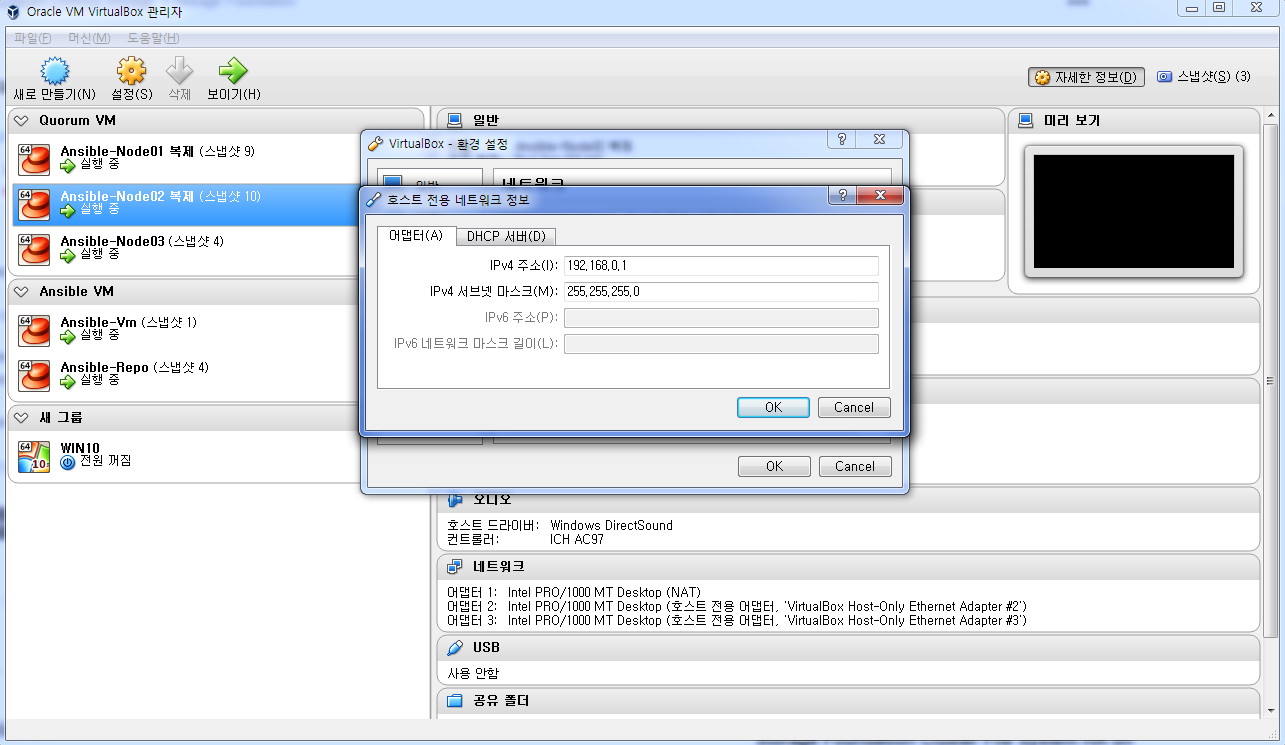 Oracle VM VirtualBox 관리자
파일(F) 머신(M) 도움말(H)
새로 만들기(N) 설정(S) 삭제 보이기(H)
자세한 정보(D) 스냅샷(S) (3)
Quorum VM
64
Ansible-Node01 복제 (스냅샷 9)
실행 중
64
Ansible-Node02 복제 (스냅샷 10)
실행 중
64
Ansible-Node03 (스냅샷 4)
실행 중
Ansible VM
64
Ansible-Vm (스냅샷 1)
실행 중
64
Ansible-Repo (스냅샷 4)
실행 중
새 그룹
64
10
WIN10
전원 꺼짐
일반
미리 보기
VirtualBox - 환경 설정
일반
네트워크
호스트 전용 네트워크 정보
어댑터(A) DHCP 서버(D)
IPv4 주소(I): 192.168.0.1
IPv4 서브넷 마스크(M): 255.255.255.0
IPv6 주소(P):
IPv6 네트워크 마스크 길이(L):
OK Cancel
OK Cancel
오디오
호스트 드라이버: Windows DirectSound
컨트롤러: ICH AC97
네트워크
어댑터 1: Intel PRO/1000 MT Desktop (NAT)
어댑터 2: Intel PRO/1000 MT Desktop (호스트 전용 어댑터, 'VirtualBox Host-Only Ethernet Adapter #2')
어댑터 3: Intel PRO/1000 MT Desktop (호스트 전용 어댑터, 'VirtualBox Host-Only Ethernet Adapter #3')
USB
사용 안함
공유 폴더